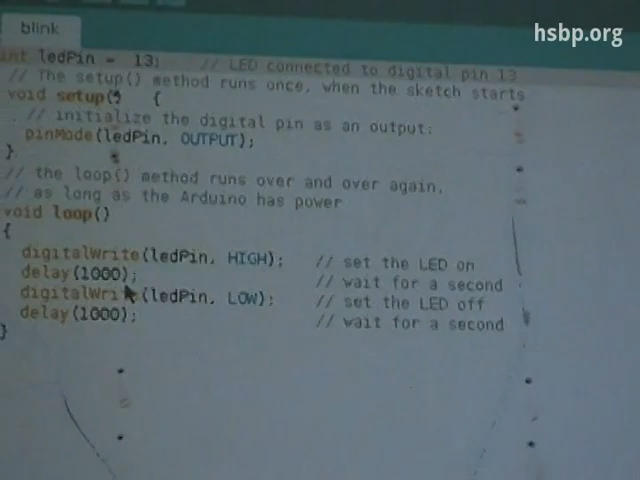 blink
hsbp.org
int ledPin = 13; // LED connected to digital pin 13
// The setup() method runs once, when the sketch starts
void setup() {
// initialize the digital pin as an output:
pinMode(ledPin, OUTPUT);
}
// the loop() method runs over and over again,
// as long as the Arduino has power
void loop()
{
digitalWrite(ledPin, HIGH); // set the LED on
delay(1000); // wait for a second
digitalWrite(ledPin, LOW); // set the LED off
delay(1000); // wait for a second
}